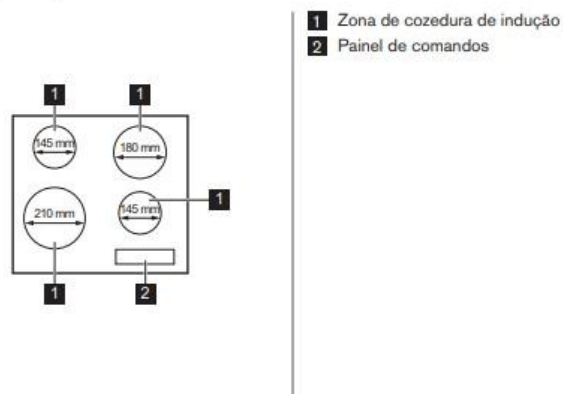 1 1
145 mm 180 mm
210 mm 145 mm 1
1 2
1 Zona de cozedura de indução
2 Painel de comandos